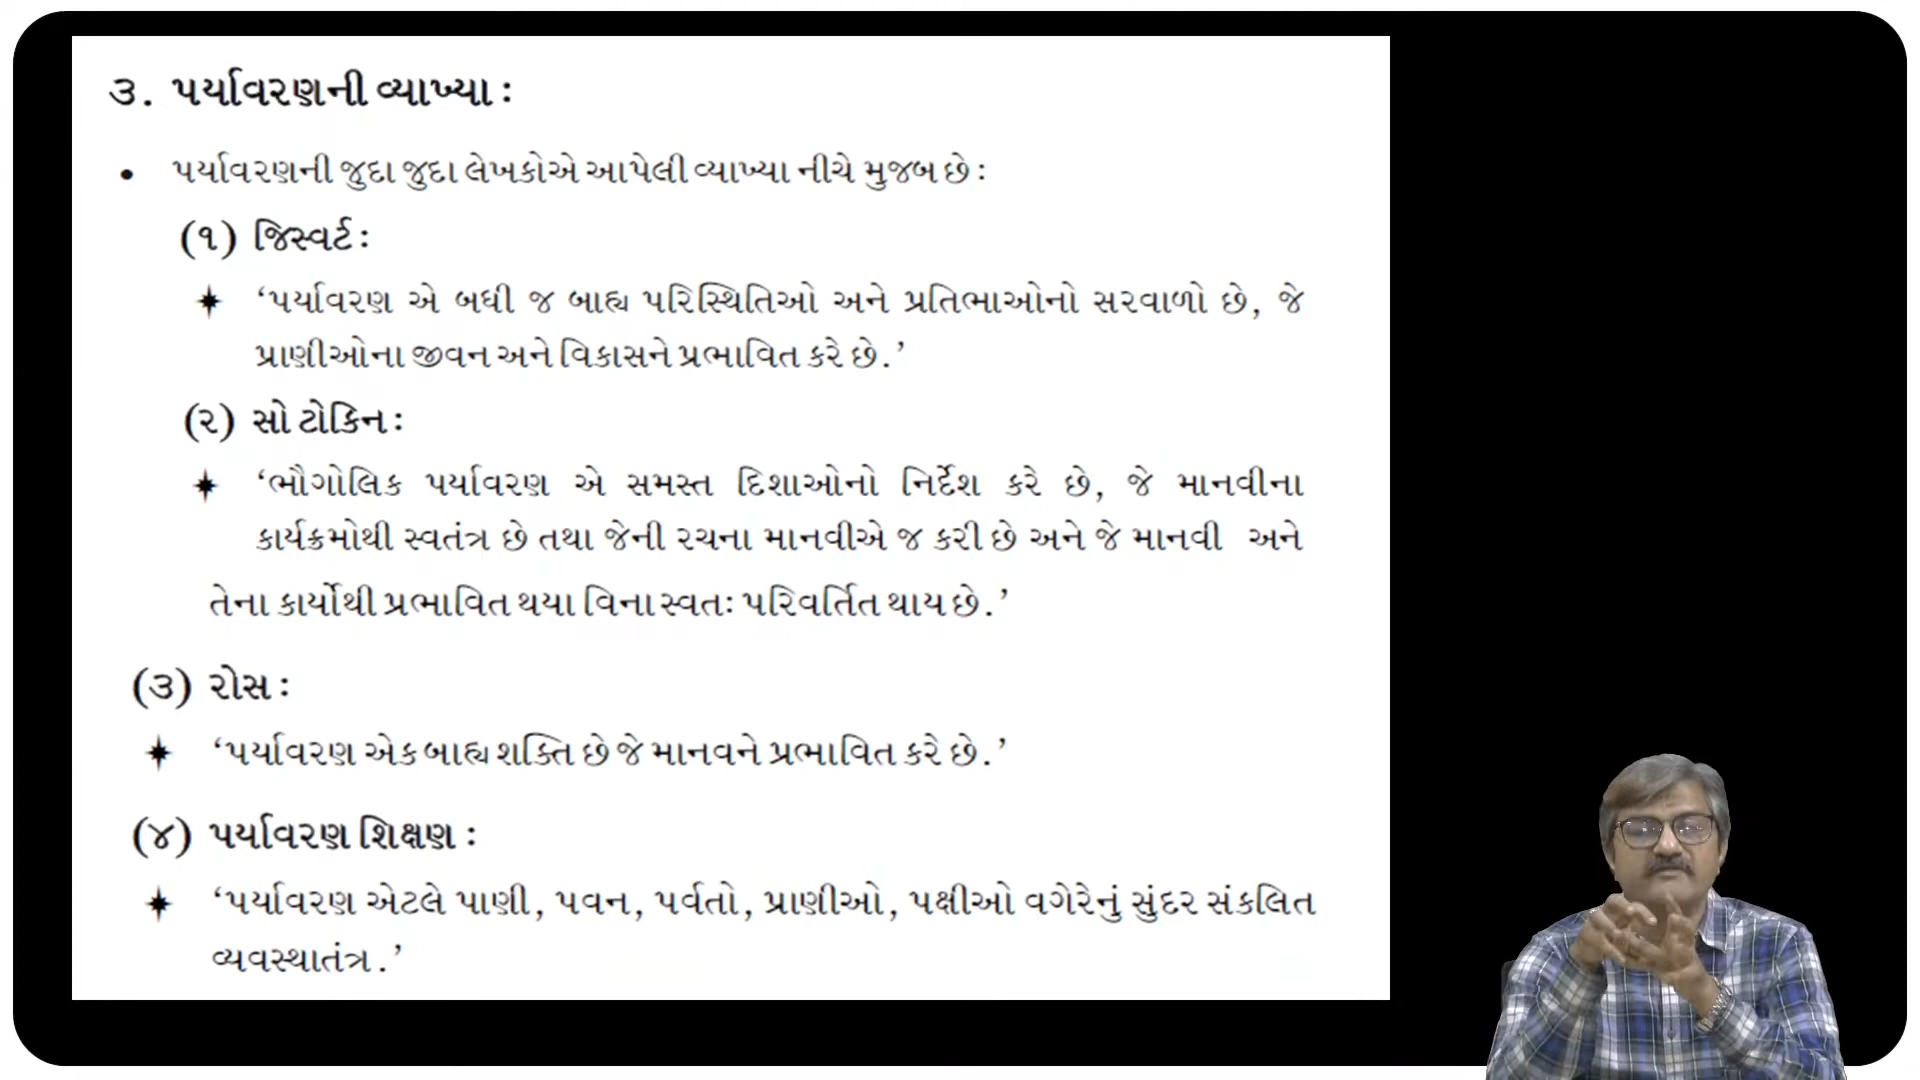 ૩. પર્યાવરણની વ્યાખ્યા :
• પર્યાવરણની જુદા જુદા લેખકોએ આપેલી વ્યાખ્યા નીચે મુજબ છે :
(૧) જિસ્વર્ટ :
✦ ‘પર્યાવરણ એ બધી જ બાહ્ય પરિસ્થિતિઓ અને પ્રતિભાઓનો સરવાળો છે, જે
પ્રાણીઓના જીવન અને વિકાસને પ્રભાવિત કરે છે.’
(૨) સો ટોકિન :
✦ ‘ભૌગોલિક પર્યાવરણ એ સમસ્ત દિશાઓનો નિર્દેશ કરે છે, જે માનવીના
કાર્યક્રમોથી સ્વતંત્ર છે તથા જેની રચના માનવીએ જ કરી છે અને જે માનવી અને
તેના કાર્યોથી પ્રભાવિત થયા વિના સ્વતઃ પરિવર્તિત થાય છે.’
(૩) રોસ :
✦ ‘પર્યાવરણ એક બાહ્ય શક્તિ છે જે માનવને પ્રભાવિત કરે છે.’
(૪) પર્યાવરણ શિક્ષણ :
✦ ‘પર્યાવરણ એટલે પાણી, પવન, પર્વતો, પ્રાણીઓ, પક્ષીઓ વગેરેનું સુંદર સંકલિત
વ્યવસ્થાતંત્ર.’